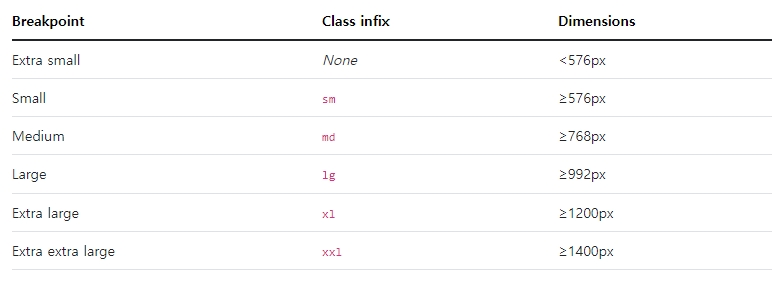 Breakpoint Class infix Dimensions
Extra small None <576px
Small sm ≥576px
Medium md ≥768px
Large lg ≥992px
Extra large xl ≥1200px
Extra extra large xxl ≥1400px